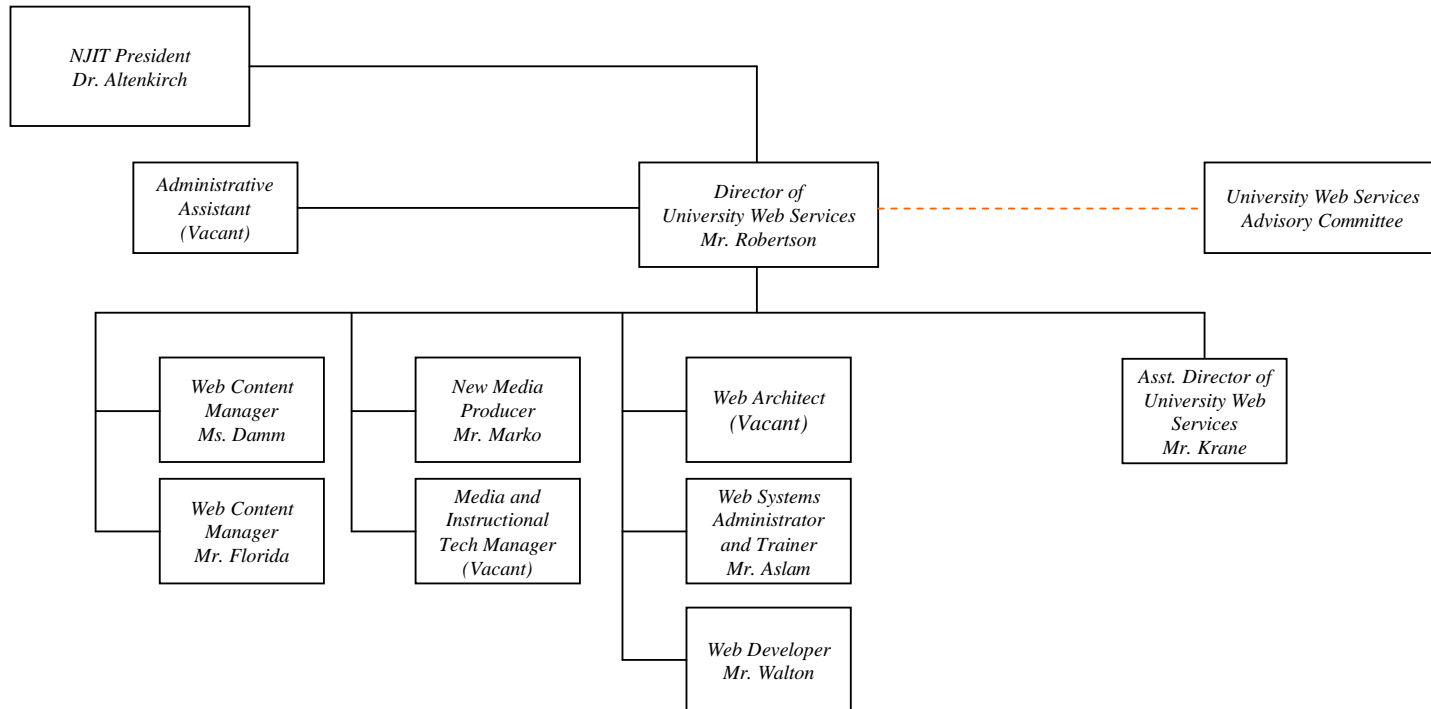 NJIT President
Dr. Altenkirch
Administrative
Assistant
(Vacant)
Director of
University Web Services
Mr. Robertson
University Web Services
Advisory Committee
Web Content
Manager
Ms. Damm
New Media
Producer
Mr. Marko
Web Architect
(Vacant)
Asst. Director of
University Web
Services
Mr. Krane
Web Content
Manager
Mr. Florida
Media and
Instructional
Tech Manager
(Vacant)
Web Systems
Administrator
and Trainer
Mr. Aslam
Web Developer
Mr. Walton